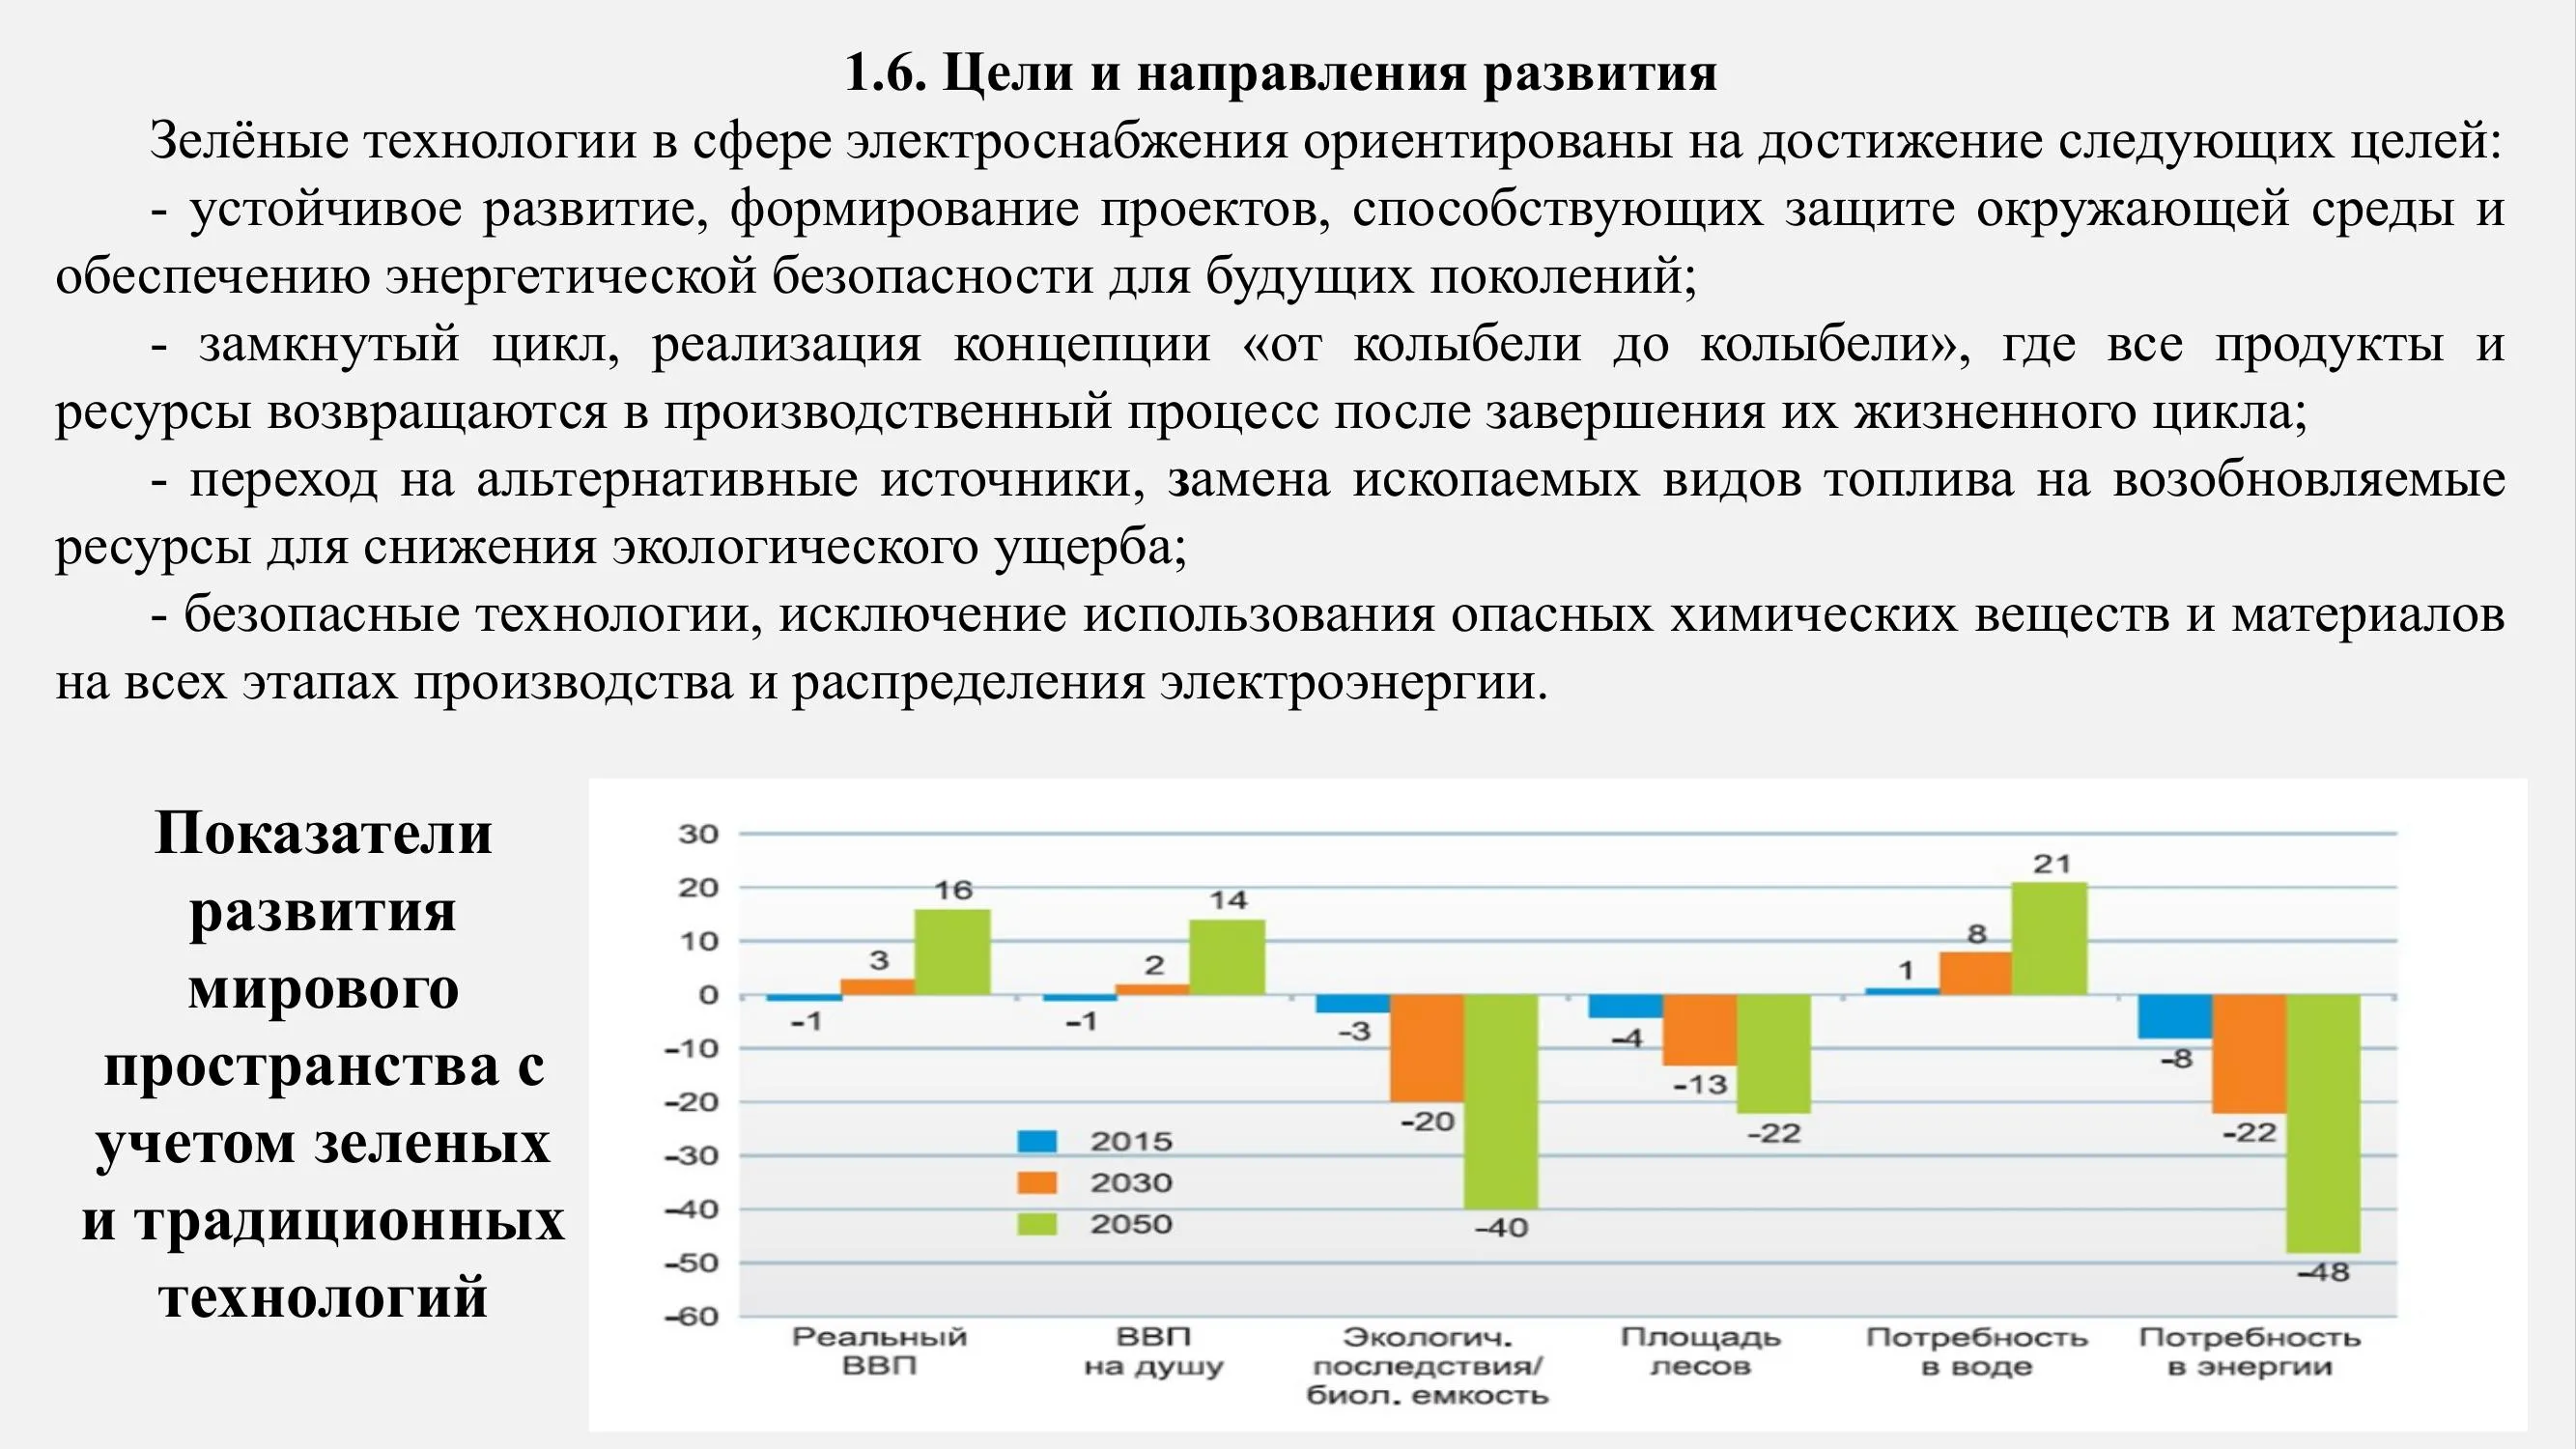 1.6. Цели и направления развития
Зелёные технологии в сфере электроснабжения ориентированы на достижение следующих целей:
- устойчивое развитие, формирование проектов, способствующих защите окружающей среды и
обеспечению энергетической безопасности для будущих поколений;
- замкнутый цикл, реализация концепции «от колыбели до колыбели», где все продукты и
ресурсы возвращаются в производственный процесс после завершения их жизненного цикла;
- переход на альтернативные источники, замена ископаемых видов топлива на возобновляемые
ресурсы для снижения экологического ущерба;
- безопасные технологии, исключение использования опасных химических веществ и материалов
на всех этапах производства и распределения электроэнергии.
Показатели
развития
мирового
пространства с
учетом зеленых
и традиционных
технологий
30
20
10
0
-10
-20
-30
-40
-50
-60
-1
3
16
-1
2
14
-3
-20
-40
-4
-13
-22
1
8
21
-8
-22
-48
2015
2030
2050
Реальный
ВВП
ВВП
на душу
Экологич.
последствия/
биол. емкость
Площадь
лесов
Потребность
в воде
Потребность
в энергии